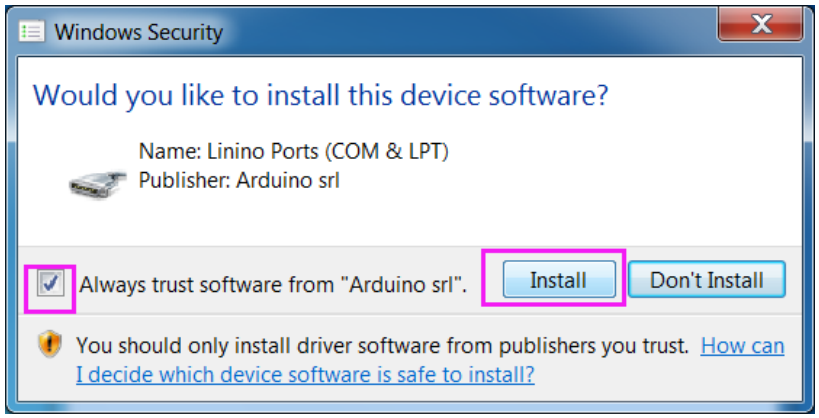 Windows Security
Would you like to install this device software?
Name: Linino Ports (COM & LPT)
Publisher: Arduino srl
Always trust software from "Arduino srl".
Install
Don't Install
You should only install driver software from publishers you trust. How can
I decide which device software is safe to install?